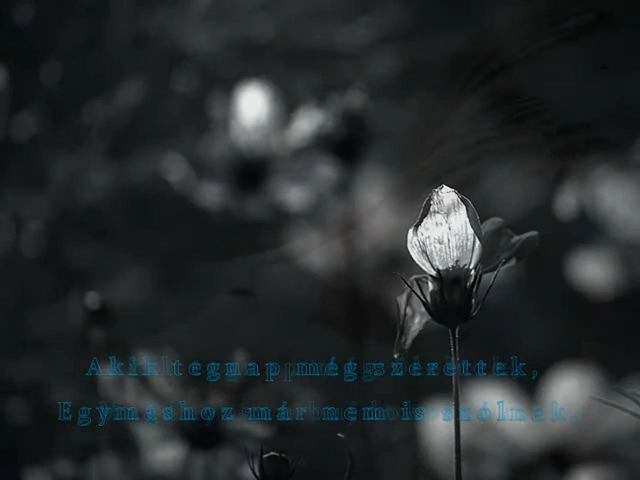 Akik tegnap még szerettek,
Egymáshoz már nem is szólnak.